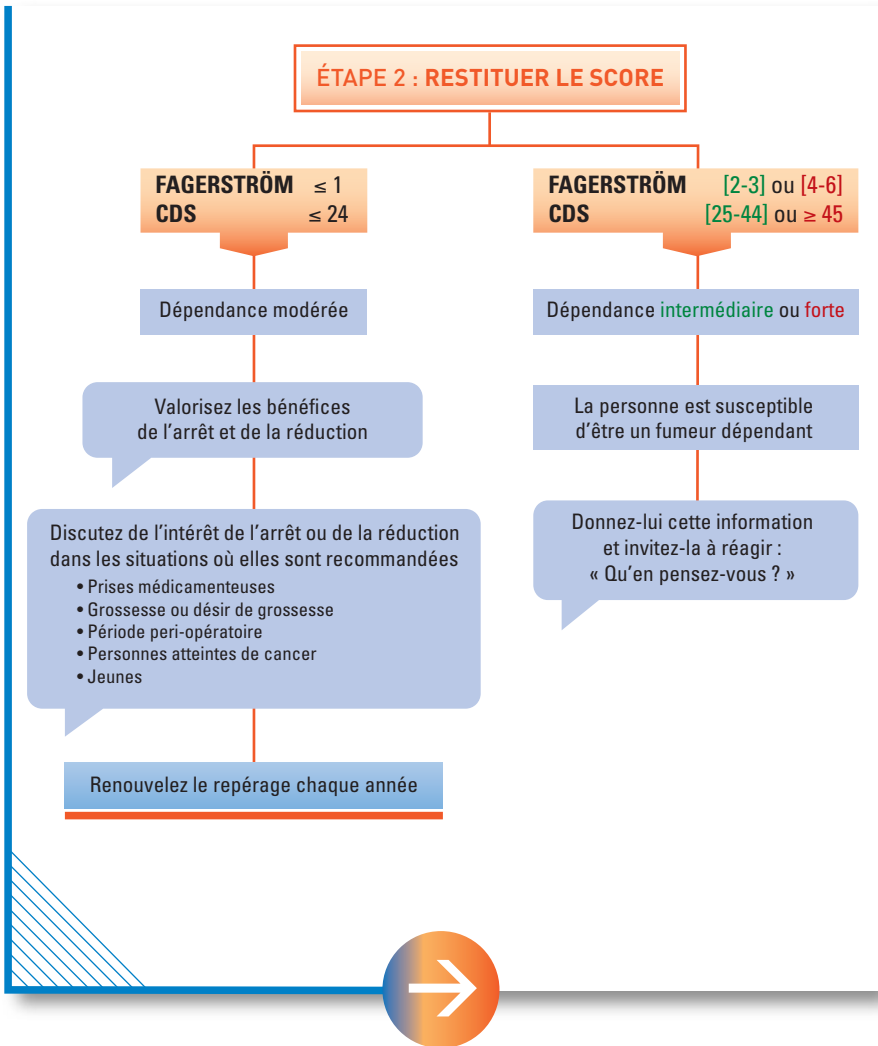 ÉTAPE 2 : RESTITUER LE SCORE
FAGERSTRÖM ≤ 1
CDS ≤ 24
Dépendance modérée
Valorisez les bénéfices
de l'arrêt et de la réduction
Discutez de l'intérêt de l'arrêt ou de la réduction
dans les situations où elles sont recommandées
• Prises médicamenteuses
• Grossesse ou désir de grossesse
• Période peri-opératoire
• Personnes atteintes de cancer
• Jeunes
Renouvelez le repérage chaque année
FAGERSTRÖM [2-3] ou [4-6]
CDS [25-44] ou ≥ 45
Dépendance intermédiaire ou forte
La personne est susceptible
d'être un fumeur dépendant
Donnez-lui cette information
et invitez-la à réagir :
« Qu'en pensez-vous ? »